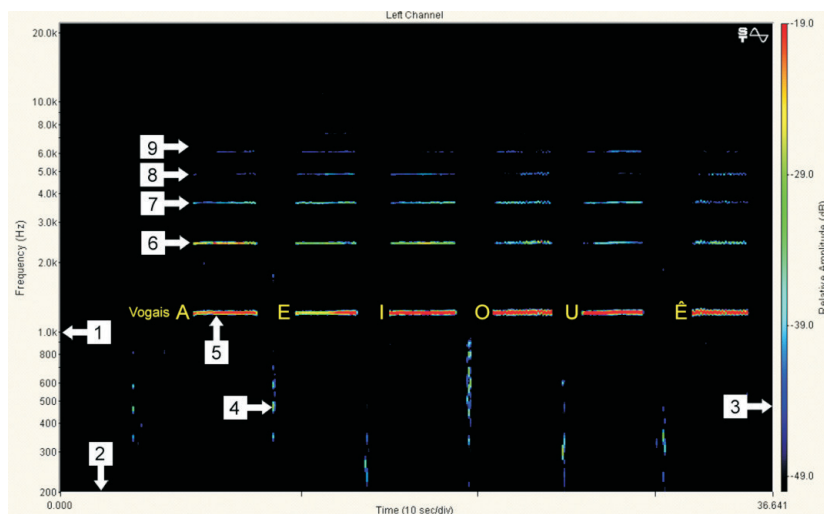 Left Channel
20.0k
10.0k
8.0k
6.0k
5.0k
4.0k
3.0k
2.0k
1.0k
800
600
500
400
300
200
Frequency (Hz)
9
8
7
6
Vogais A E I O U Ê
5
1
4
3
2
0.000
Time (10 sec/div)
36.641
-19.0
-29.0
-39.0
-49.0
Relative Amplitude (dB)